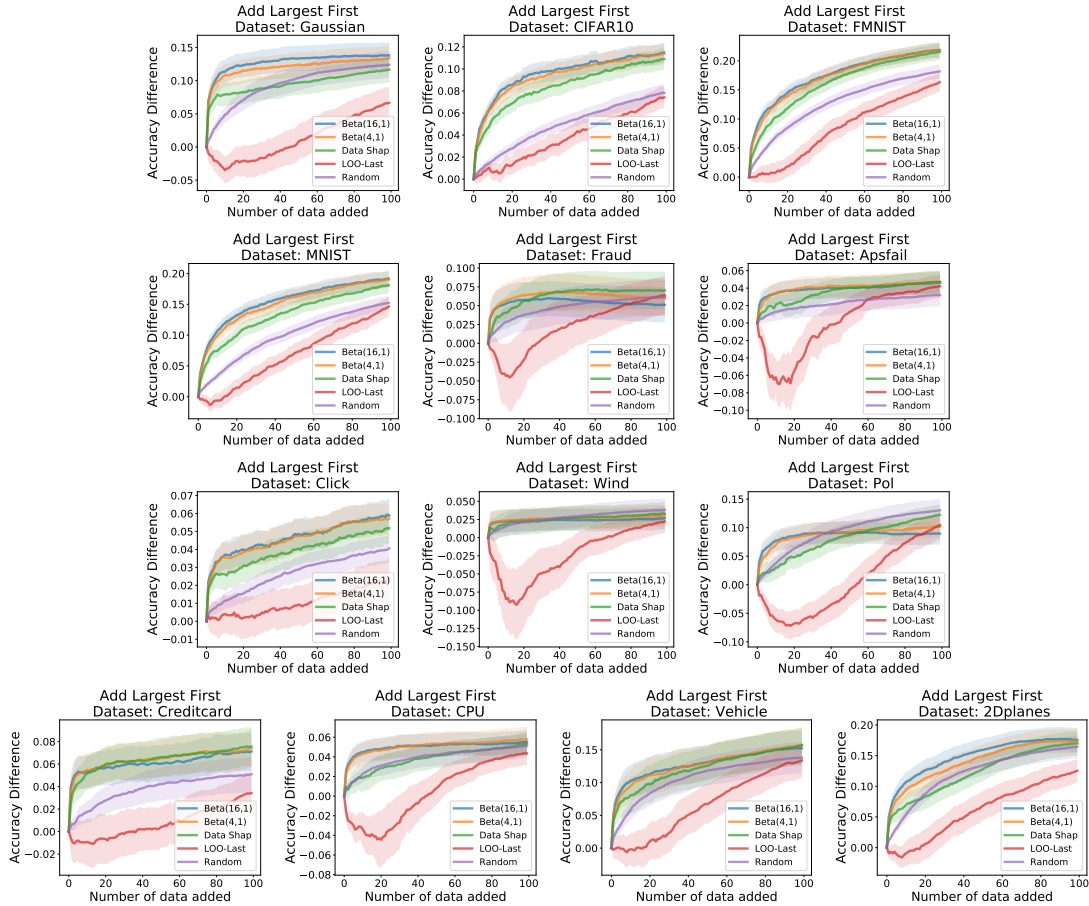 Add Largest First
Dataset: Gaussian
Accuracy Difference
0.15
0.10
0.05
0.00
−0.05
Beta(16,1)
Beta(4,1)
Data Shap
LOO-Last
Random
0 20 40 60 80 100
Number of data added
Add Largest First
Dataset: CIFAR10
Accuracy Difference
0.12
0.10
0.08
0.06
0.04
0.02
0.00
Beta(16,1)
Beta(4,1)
Data Shap
LOO-Last
Random
0 20 40 60 80 100
Number of data added
Add Largest First
Dataset: FMNIST
Accuracy Difference
0.20
0.15
0.10
0.05
0.00
Beta(16,1)
Beta(4,1)
Data Shap
LOO-Last
Random
0 20 40 60 80 100
Number of data added
Add Largest First
Dataset: MNIST
Accuracy Difference
0.20
0.15
0.10
0.05
0.00
Beta(16,1)
Beta(4,1)
Data Shap
LOO-Last
Random
0 20 40 60 80 100
Number of data added
Add Largest First
Dataset: Fraud
Accuracy Difference
0.100
0.075
0.050
0.025
0.000
−0.025
−0.050
−0.075
−0.100
Beta(16,1)
Beta(4,1)
Data Shap
LOO-Last
Random
0 20 40 60 80 100
Number of data added
Add Largest First
Dataset: Apsfail
Accuracy Difference
0.06
0.04
0.02
0.00
−0.02
−0.04
−0.06
−0.08
−0.10
Beta(16,1)
Beta(4,1)
Data Shap
LOO-Last
Random
0 20 40 60 80 100
Number of data added
Add Largest First
Dataset: Click
Accuracy Difference
0.07
0.06
0.05
0.04
0.03
0.02
0.01
0.00
−0.01
Beta(16,1)
Beta(4,1)
Data Shap
LOO-Last
Random
0 20 40 60 80 100
Number of data added
Add Largest First
Dataset: Wind
Accuracy Difference
0.050
0.025
0.000
−0.025
−0.050
−0.075
−0.100
−0.125
−0.150
Beta(16,1)
Beta(4,1)
Data Shap
LOO-Last
Random
0 20 40 60 80 100
Number of data added
Add Largest First
Dataset: Pol
Accuracy Difference
0.15
0.10
0.05
0.00
−0.05
−0.10
Beta(16,1)
Beta(4,1)
Data Shap
LOO-Last
Random
0 20 40 60 80 100
Number of data added
Add Largest First
Dataset: Creditcard
Accuracy Difference
0.08
0.06
0.04
0.02
0.00
−0.02
Beta(16,1)
Beta(4,1)
Data Shap
LOO-Last
Random
0 20 40 60 80 100
Number of data added
Add Largest First
Dataset: CPU
Accuracy Difference
0.06
0.04
0.02
0.00
−0.02
−0.04
−0.06
−0.08
Beta(16,1)
Beta(4,1)
Data Shap
LOO-Last
Random
0 20 40 60 80 100
Number of data added
Add Largest First
Dataset: Vehicle
Accuracy Difference
0.15
0.10
0.05
0.00
Beta(16,1)
Beta(4,1)
Data Shap
LOO-Last
Random
0 20 40 60 80 100
Number of data added
Add Largest First
Dataset: 2Dplanes
Accuracy Difference
0.20
0.15
0.10
0.05
0.00
Beta(16,1)
Beta(4,1)
Data Shap
LOO-Last
Random
0 20 40 60 80 100
Number of data added